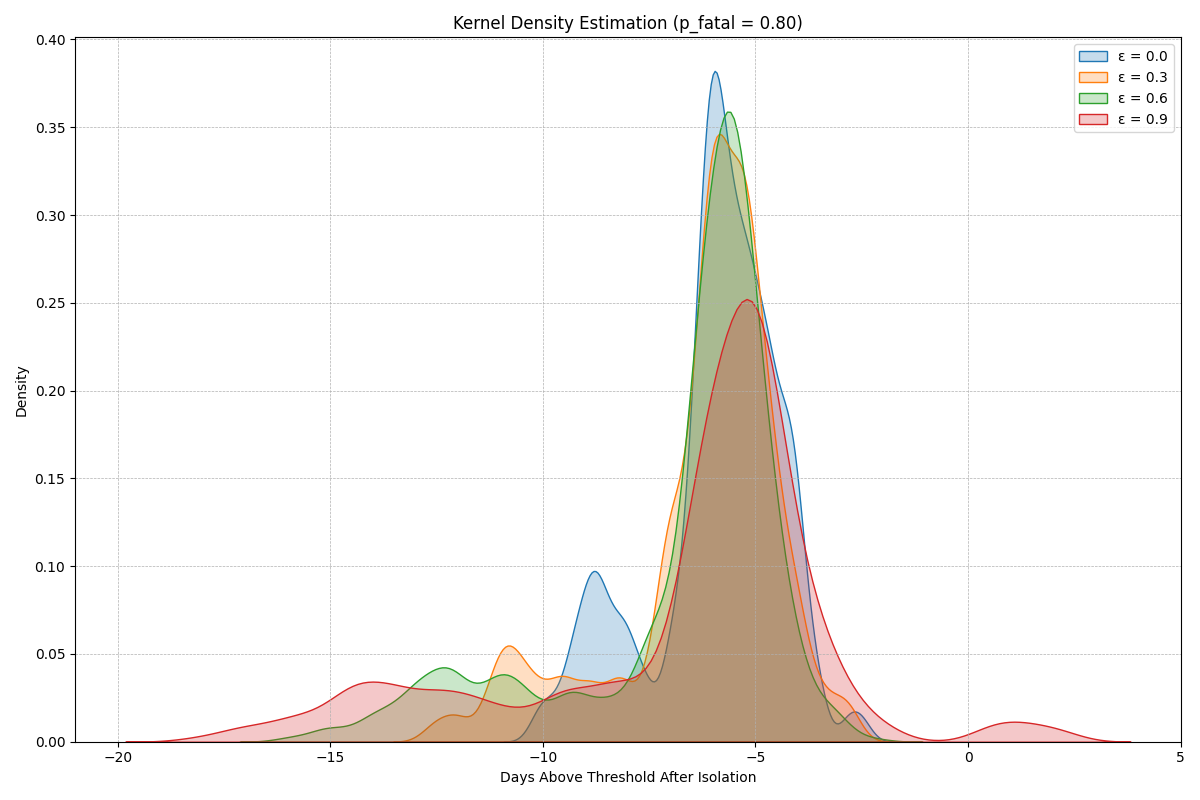 Kernel Density Estimation (p_fatal = 0.80)
ε = 0.0
ε = 0.3
ε = 0.6
ε = 0.9
Density
0.40
0.35
0.30
0.25
0.20
0.15
0.10
0.05
0.00
−20 −15 −10 −5 0 5
Days Above Threshold After Isolation